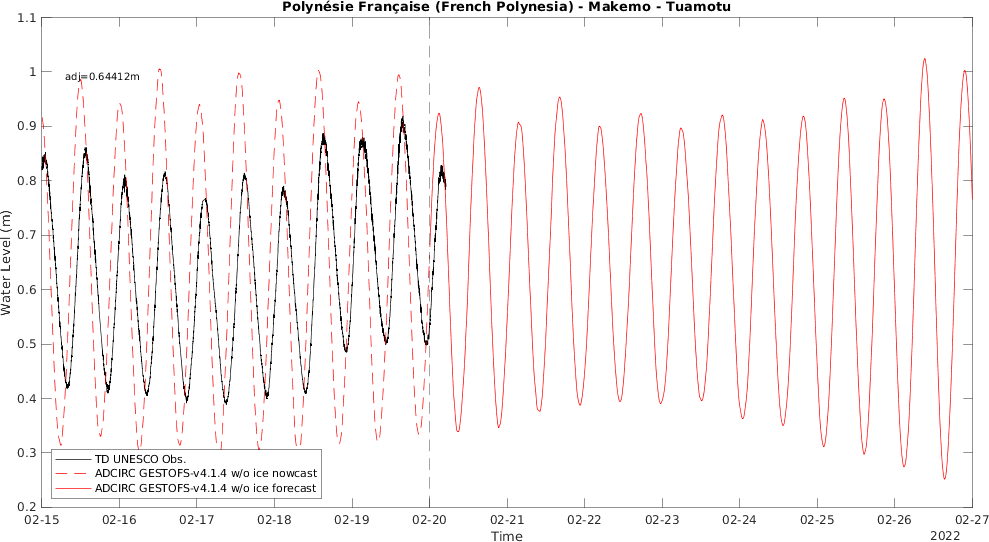 Polynésie Française (French Polynesia) - Makemo - Tuamotu
1.1
1
0.9
0.8
0.7
0.6
0.5
0.4
0.3
0.2
Water Level (m)
adj=0.64412m
TD UNESCO Obs.
ADCIRC GESTOFS-v4.1.4 w/o ice nowcast
ADCIRC GESTOFS-v4.1.4 w/o ice forecast
02-15 02-16 02-17 02-18 02-19 02-20 02-21 02-22 02-23 02-24 02-25 02-26 02-27
Time
2022